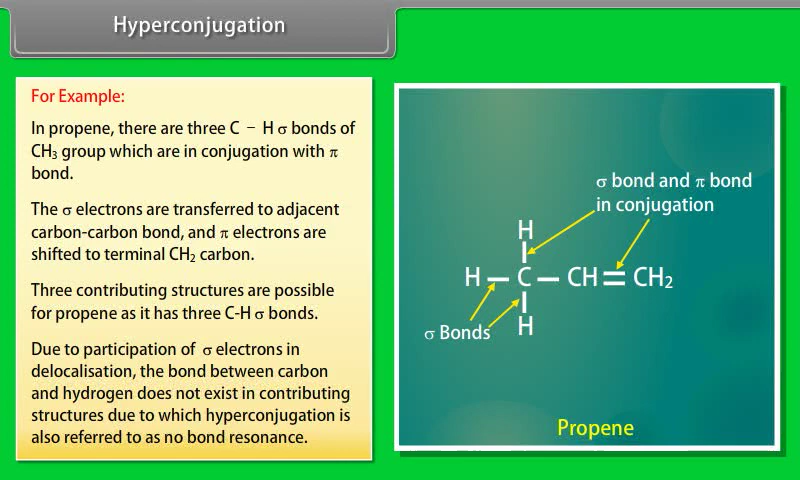 Hyperconjugation
For Example:
In propene, there are three C – H σ bonds of
CH₃ group which are in conjugation with π
bond.
The σ electrons are transferred to adjacent
carbon-carbon bond, and π electrons are
shifted to terminal CH₂ carbon.
Three contributing structures are possible
for propene as it has three C-H σ bonds.
Due to participation of σ electrons in
delocalisation, the bond between carbon
and hydrogen does not exist in contributing
structures due to which hyperconjugation is
also referred to as no bond resonance.
σ bond and π bond
in conjugation
H
H – C – CH = CH₂
H
σ Bonds
Propene